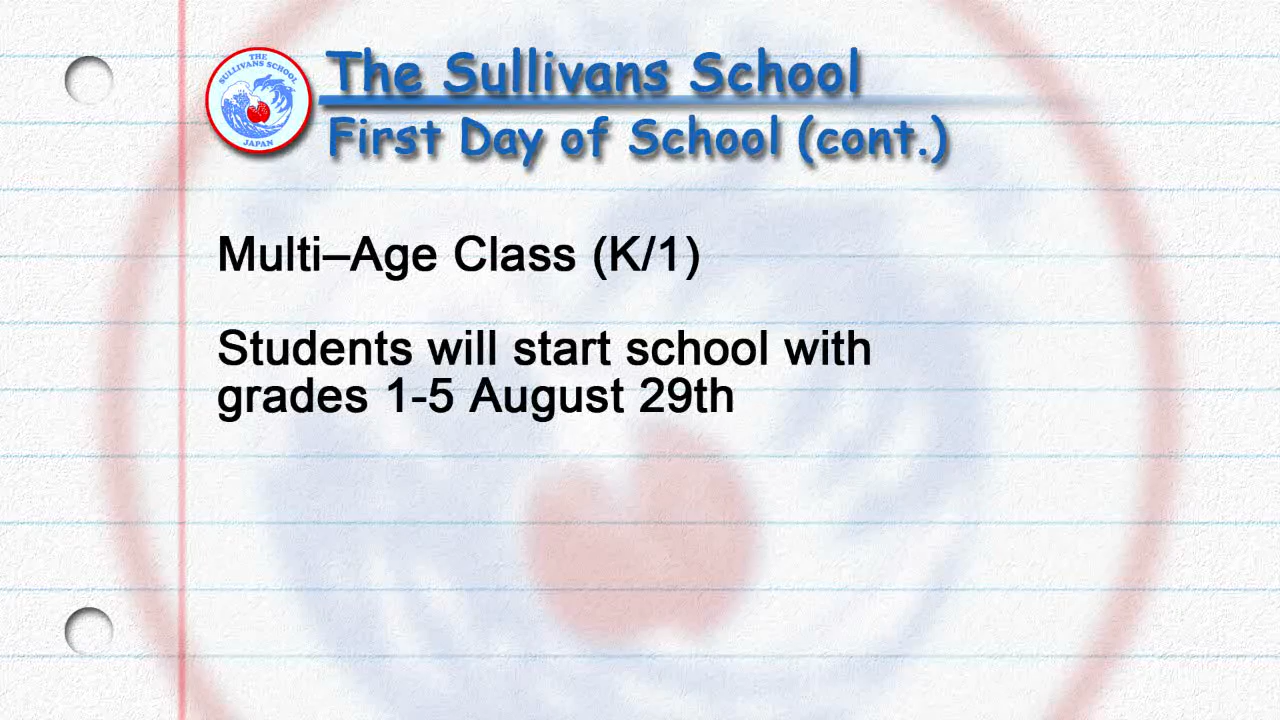 THE
SULLIVANS SCHOOL
JAPAN
The Sullivans School
First Day of School (cont.)
Multi–Age Class (K/1)
Students will start school with
grades 1-5 August 29th